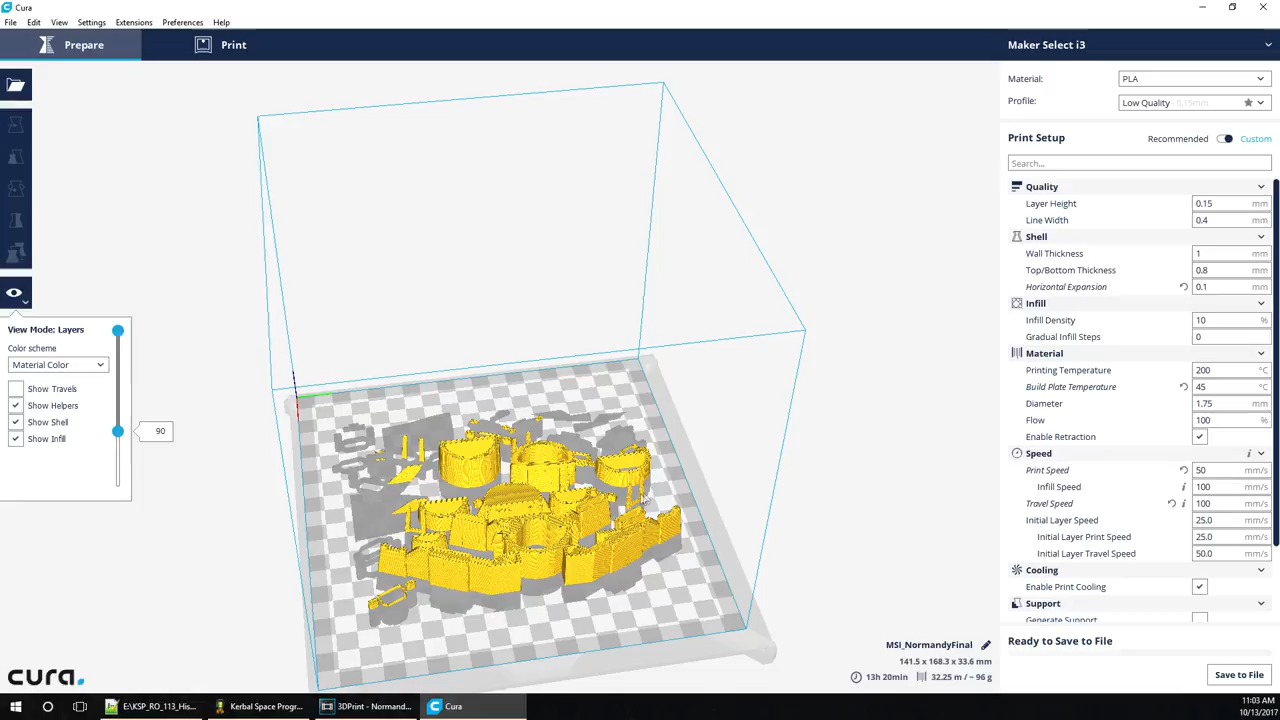 Cura
File Edit View Settings Extensions Preferences Help
Prepare Print Maker Select i3
Material: PLA
Profile: Low Quality - 0.15mm
Print Setup Recommended Custom
Search...
Quality
Layer Height 0.15 mm
Line Width 0.4 mm
Shell
Wall Thickness 1 mm
Top/Bottom Thickness 0.8 mm
Horizontal Expansion 0.1 mm
Infill
Infill Density 10 %
Gradual Infill Steps 0
Material
Printing Temperature 200 °C
Build Plate Temperature 45 °C
Diameter 1.75 mm
Flow 100 %
Enable Retraction
Speed
Print Speed 50 mm/s
Infill Speed 100 mm/s
Travel Speed 100 mm/s
Initial Layer Speed 25.0 mm/s
Initial Layer Print Speed 25.0 mm/s
Initial Layer Travel Speed 50.0 mm/s
Cooling
Enable Print Cooling
Support
Generate Support
Ready to Save to File
Save to File
View Mode: Layers
Color scheme
Material Color
Show Travels
Show Helpers
Show Shell
Show Infill
90
MSI_NormandyFinal
141.5 x 168.3 x 33.6 mm
13h 20min 32.25 m / ~ 96 g
cura.
E:\KSP_RO_113_His... Kerbal Space Progr... 3DPrint - Normand... Cura
11:03 AM
10/13/2017